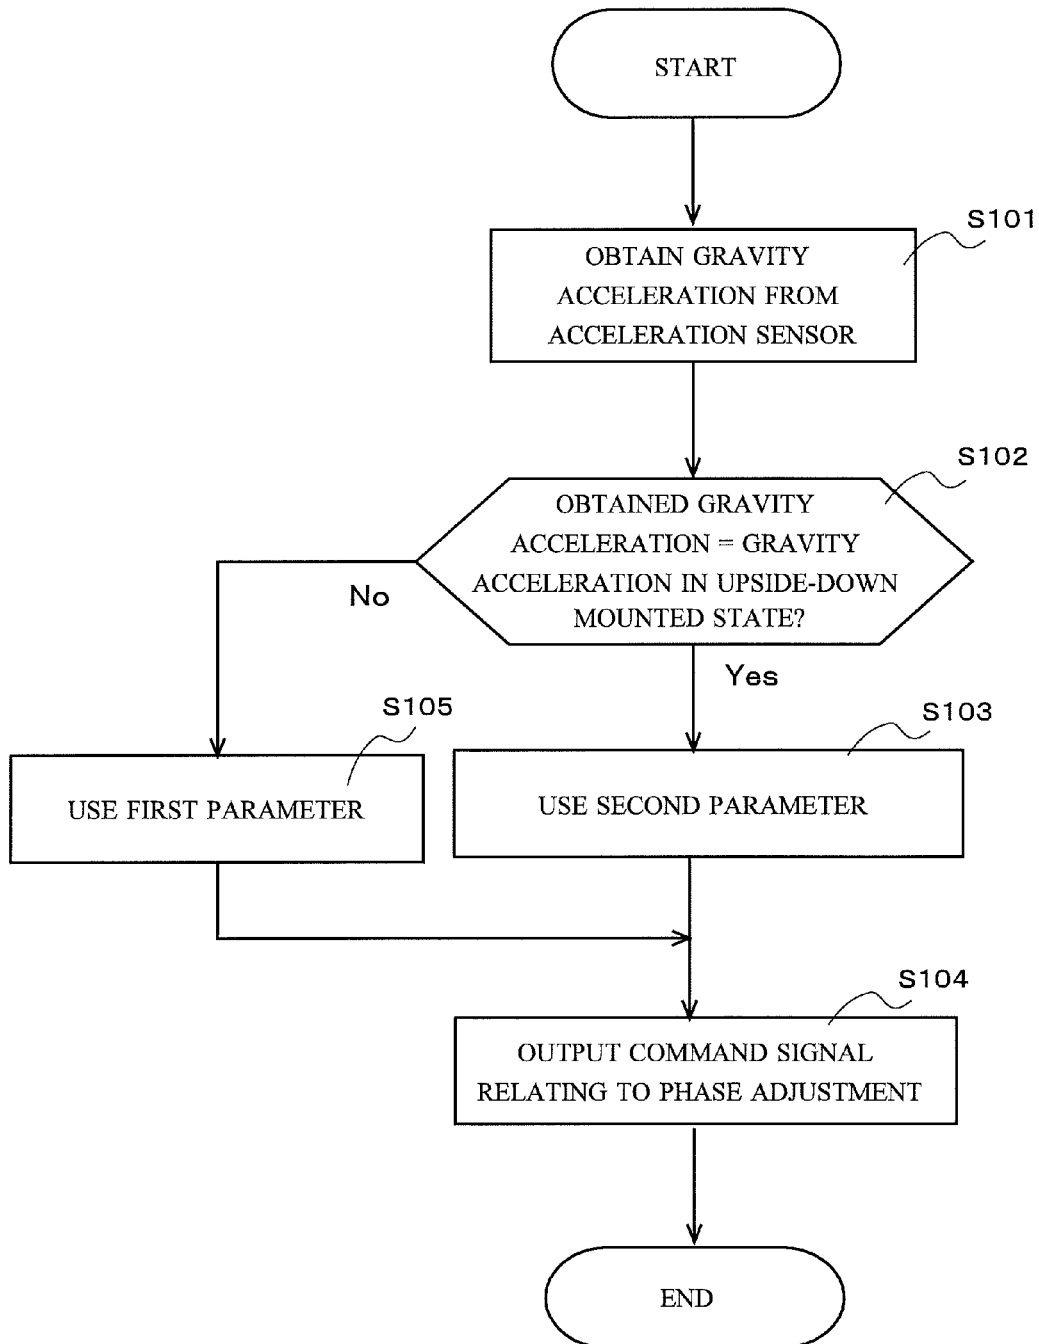 START
S101
OBTAIN GRAVITY
ACCELERATION FROM
ACCELERATION SENSOR
S102
OBTAINED GRAVITY
ACCELERATION = GRAVITY
ACCELERATION IN UPSIDE-DOWN
MOUNTED STATE?
No
Yes
S105
USE FIRST PARAMETER
S103
USE SECOND PARAMETER
S104
OUTPUT COMMAND SIGNAL
RELATING TO PHASE ADJUSTMENT
END